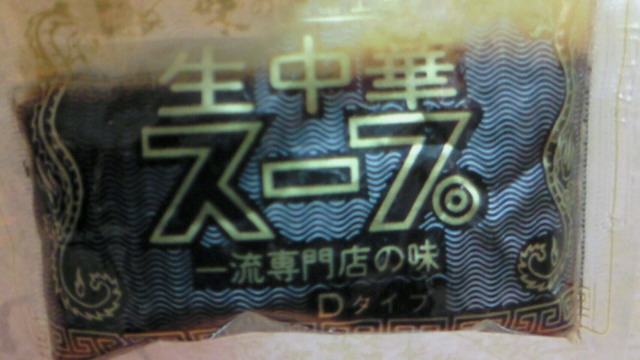 生中華
スープ
一流専門店の味
Dタイプ